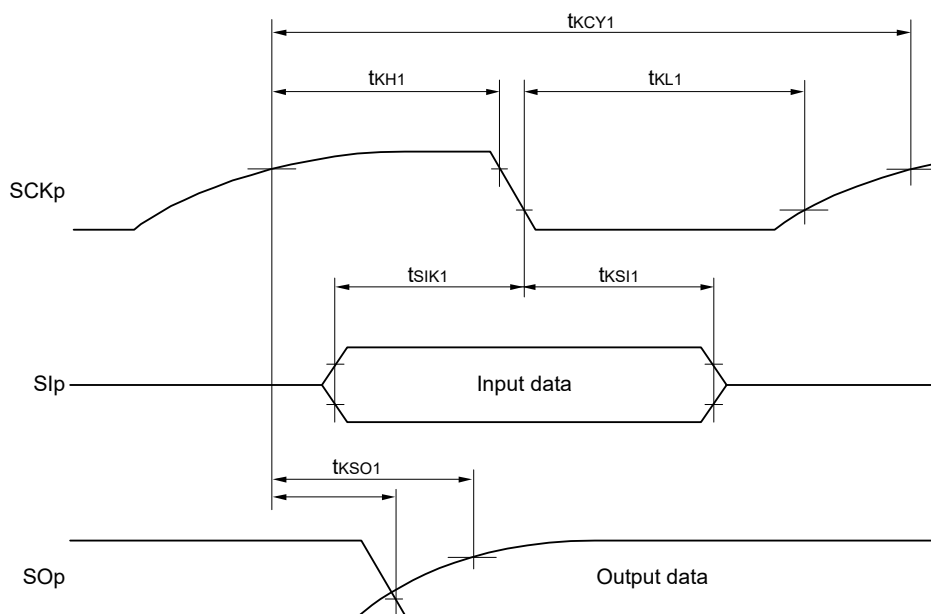 tKCY1
tKH1
tKL1
SCKp
tSIK1
tKSI1
SIp
Input data
tKSO1
SOp
Output data